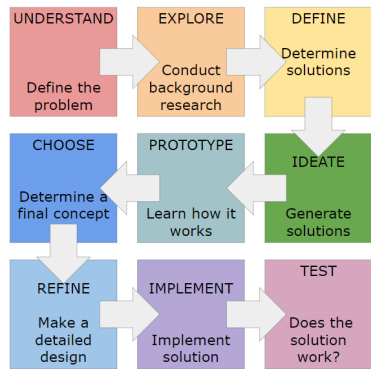 UNDERSTAND
Define the
problem
EXPLORE
Conduct
background
research
DEFINE
Determine
solutions
IDEATE
Generate
solutions
PROTOTYPE
Learn how it
works
CHOOSE
Determine a
final concept
REFINE
Make a
detailed
design
IMPLEMENT
Implement
solution
TEST
Does the
solution
work?